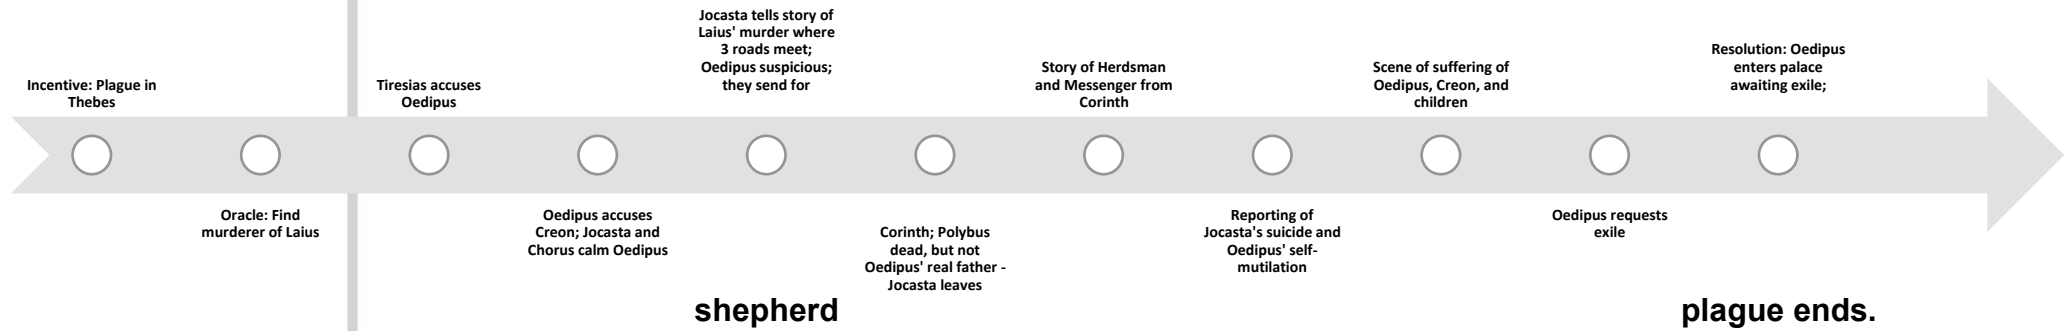 Incentive: Plague in
Thebes
Oracle: Find
murderer of Laius
Tiresias accuses
Oedipus
Oedipus accuses
Creon; Jocasta and
Chorus calm Oedipus
Jocasta tells story of
Laius' murder where
3 roads meet;
Oedipus suspicious;
they send for
shepherd
Corinth; Polybus
dead, but not
Oedipus' real father -
Jocasta leaves
Story of Herdsman
and Messenger from
Corinth
Reporting of
Jocasta's suicide and
Oedipus' self-
mutilation
Scene of suffering of
Oedipus, Creon, and
children
Oedipus requests
exile
Resolution: Oedipus
enters palace
awaiting exile;
plague ends.